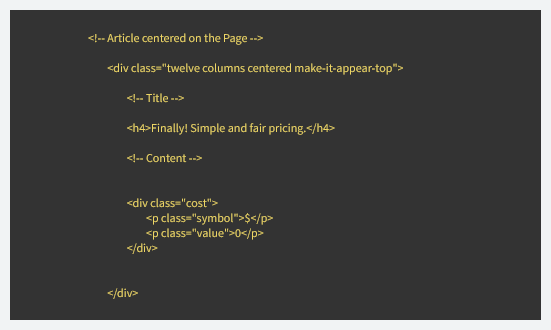 <!-- Article centered on the Page -->
<div class="twelve columns centered make-it-appear-top">
<!-- Title -->
<h4>Finally! Simple and fair pricing.</h4>
<!-- Content -->
<div class="cost">
<p class="symbol">$</p>
<p class="value">0</p>
</div>
</div>